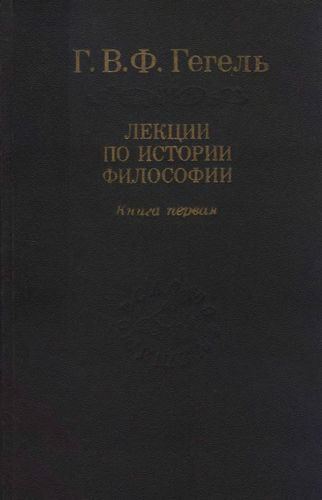 Г. В. Ф. Гегель
ЛЕКЦИИ
ПО ИСТОРИИ
ФИЛОСОФИИ
Книга первая